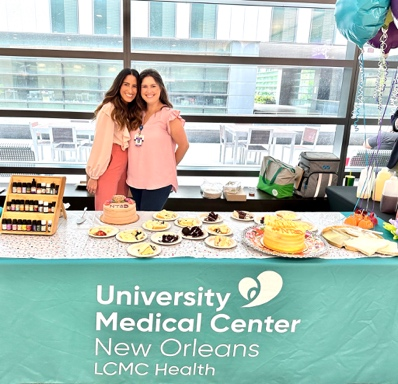 University
Medical Center
New Orleans
LCMC Health